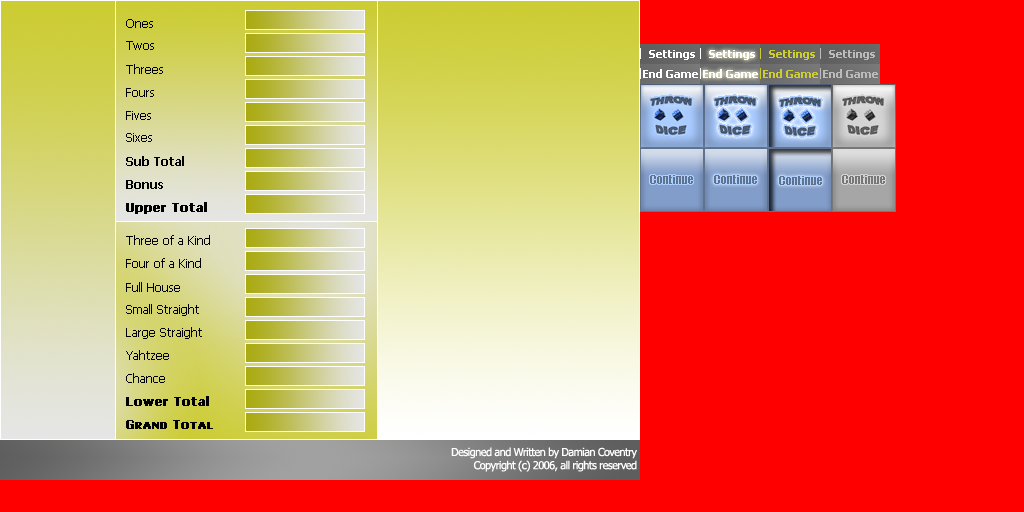 Ones
Twos
Threes
Fours
Fives
Sixes
Sub Total
Bonus
Upper Total
Three of a Kind
Four of a Kind
Full House
Small Straight
Large Straight
Yahtzee
Chance
Lower Total
Grand Total
Designed and Written by Damian Coventry
Copyright (c) 2006, all rights reserved
| Settings | Settings | Settings | Settings
|End Game|End Game|End Game|End Game
THROW THROW THROW THROW
DICE DICE DICE DICE
Continue Continue Continue Continue